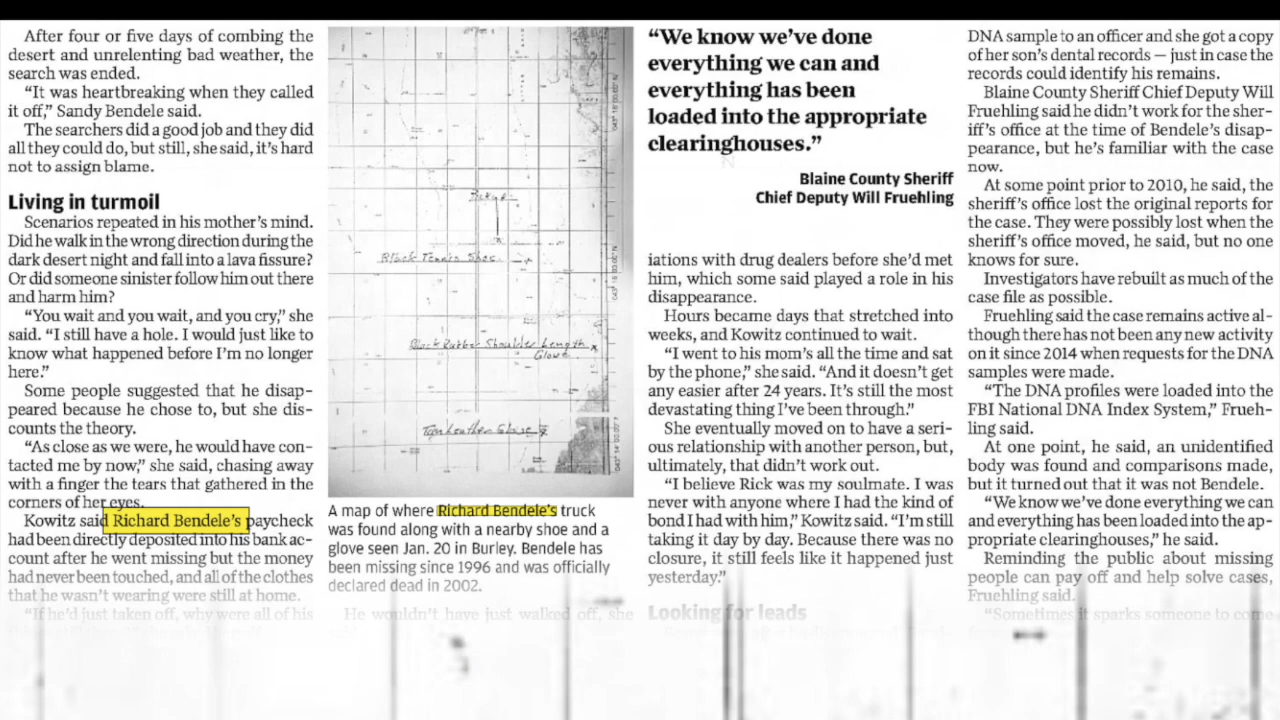 After four or five days of combing the
desert and unrelenting bad weather, the
search was ended.
“It was heartbreaking when they called
it off,” Sandy Bendele said.
The searchers did a good job and they did
all they could do, but still, she said, it’s hard
not to assign blame.
Living in turmoil
Scenarios repeated in his mother’s mind.
Did he walk in the wrong direction during the
dark desert night and fall into a lava fissure?
Or did someone sinister follow him out there
and harm him?
“You wait and you wait, and you cry,” she
said. “I still have a hole. I would just like to
know what happened before I’m no longer
here.”
Some people suggested that he disap-
peared because he chose to, but she dis-
counts the theory.
“As close as we were, he would have con-
tacted me by now,” she said, chasing away
with a finger the tears that gathered in the
corners of her eyes.
Kowitz said Richard Bendele’s paycheck
had been directly deposited into his bank ac-
count after he went missing but the money
had never been touched, and all of the clothes
that he wasn’t wearing were still at home.
“If he’d just taken off, why were all of his
Black Tennis Shoe
Black Rubber Shoulder Length
Glove
A map of where Richard Bendele’s truck
was found along with a nearby shoe and a
glove seen Jan. 20 in Burley. Bendele has
been missing since 1996 and was officially
declared dead in 2002.
He wouldn’t have just walked off, she
“We know we’ve done
everything we can and
everything has been
loaded into the appropriate
clearinghouses.”
Blaine County Sheriff
Chief Deputy Will Fruehling
iations with drug dealers before she’d met
him, which some said played a role in his
disappearance.
Hours became days that stretched into
weeks, and Kowitz continued to wait.
“I went to his mom’s all the time and sat
by the phone,” she said. “And it doesn’t get
any easier after 24 years. It’s still the most
devastating thing I’ve been through.”
She eventually moved on to have a seri-
ous relationship with another person, but,
ultimately, that didn’t work out.
“I believe Rick was my soulmate. I was
never with anyone where I had the kind of
bond I had with him,” Kowitz said. “I’m still
taking it day by day. Because there was no
closure, it still feels like it happened just
yesterday.”
Looking for leads
DNA sample to an officer and she got a copy
of her son’s dental records — just in case the
records could identify his remains.
Blaine County Sheriff Chief Deputy Will
Fruehling said he didn’t work for the sher-
iff’s office at the time of Bendele’s disap-
pearance, but he’s familiar with the case
now.
At some point prior to 2010, he said, the
sheriff’s office lost the original reports for
the case. They were possibly lost when the
sheriff’s office moved, he said, but no one
knows for sure.
Investigators have rebuilt as much of the
case file as possible.
Fruehling said the case remains active al-
though there has not been any new activity
on it since 2014 when requests for the DNA
samples were made.
“The DNA profiles were loaded into the
FBI National DNA Index System,” Frueh-
ling said.
At one point, he said, an unidentified
body was found and comparisons made,
but it turned out that it was not Bendele.
“We know we’ve done everything we can
and everything has been loaded into the ap-
propriate clearinghouses,” he said.
Reminding the public about missing
people can pay off and help solve cases,
Fruehling said.
“Sometimes it sparks someone to come